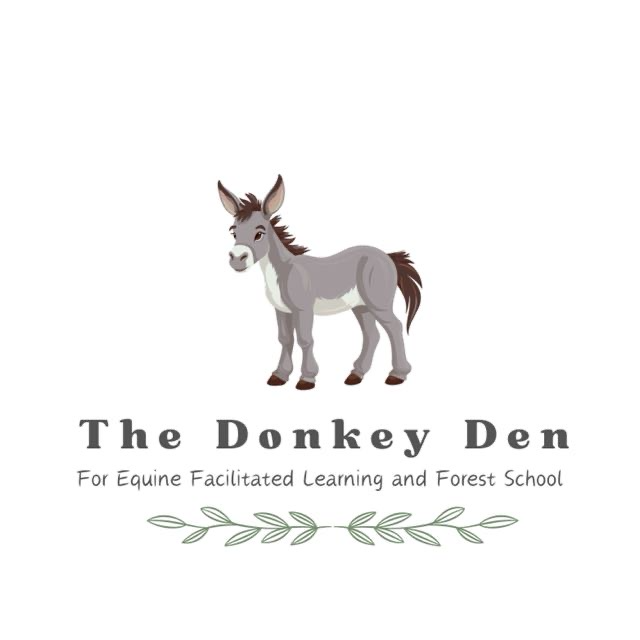 The Donkey Den
For Equine Facilitated Learning and Forest School